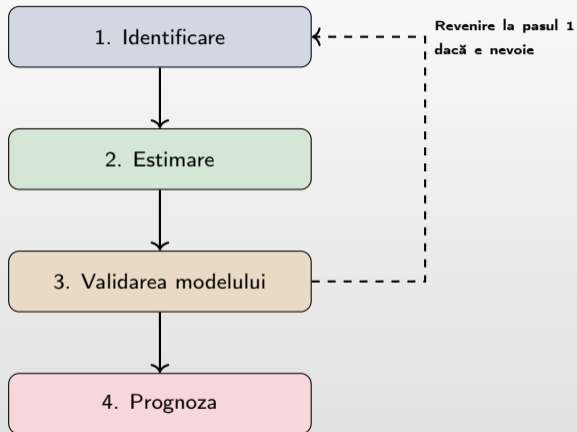 1. Identificare
Revenire la pasul 1
dacă e nevoie
2. Estimare
3. Validarea modelului
4. Prognoza